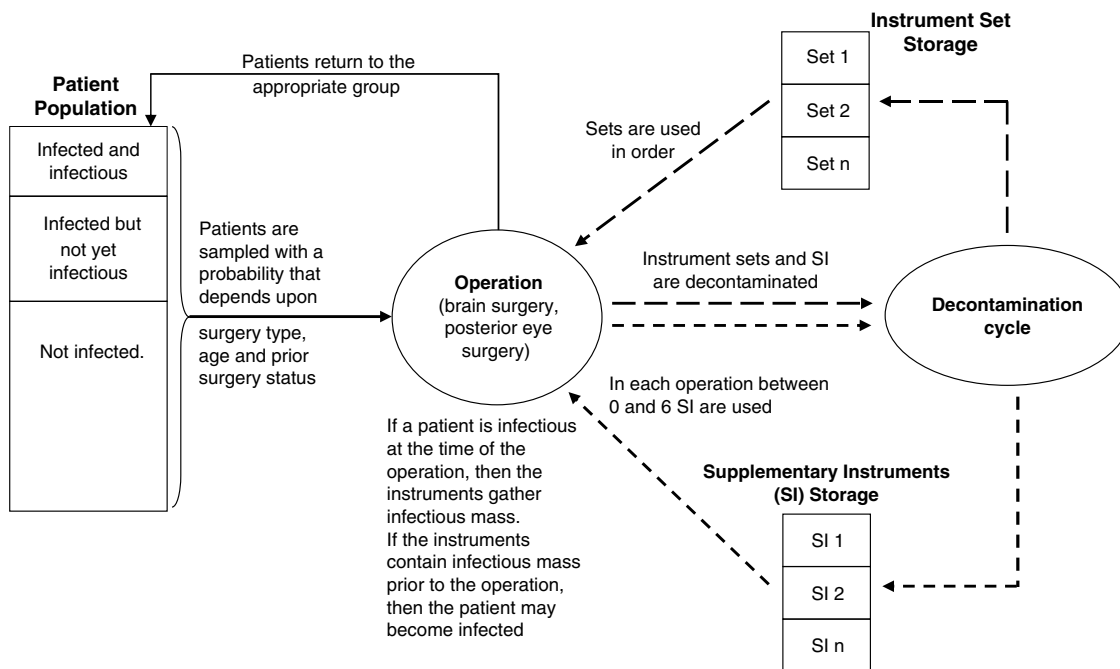 Patient
Population
Infected and
infectious
Infected but
not yet
infectious
Not infected.
Patients return to the
appropriate group
Patients are
sampled with a
probability that
depends upon
surgery type,
age and prior
surgery status
Operation
(brain surgery,
posterior eye
surgery)
If a patient is infectious
at the time of the
operation, then the
instruments gather
infectious mass.
If the instruments
contain infectious mass
prior to the operation,
then the patient may
become infected
Instrument Set
Storage
Set 1
Set 2
Set n
Sets are used
in order
Instrument sets and SI
are decontaminated
Decontamination
cycle
In each operation between
0 and 6 SI are used
Supplementary Instruments
(SI) Storage
SI 1
SI 2
SI n